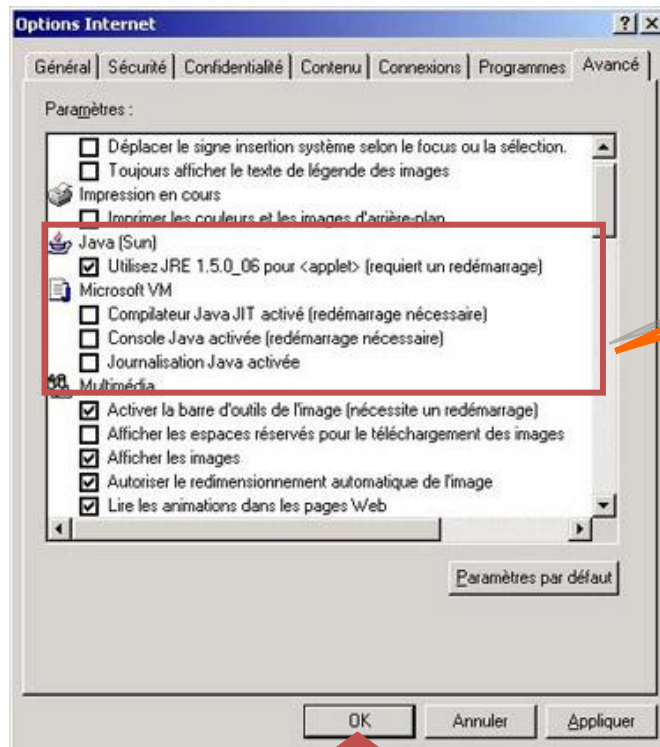 Options Internet
Général Sécurité Confidentialité Contenu Connexions Programmes Avancé
Paramètres :
Déplacer le signe insertion système selon le focus ou la sélection.
Toujours afficher le texte de légende des images
Impression en cours
Imprimer les couleurs et les images d'arrière-plan
Java (Sun)
Utilisez JRE 1.5.0_06 pour <applet> (requiert un redémarrage)
Microsoft VM
Compilateur Java JIT activé (redémarrage nécessaire)
Console Java activée (redémarrage nécessaire)
Journalisation Java activée
Multimédia
Activer la barre d'outils de l'image (nécessite un redémarrage)
Afficher les espaces réservés pour le téléchargement des images
Afficher les images
Autoriser le redimensionnement automatique de l'image
Lire les animations dans les pages Web
Paramètres par défaut
OK Annuler Appliquer